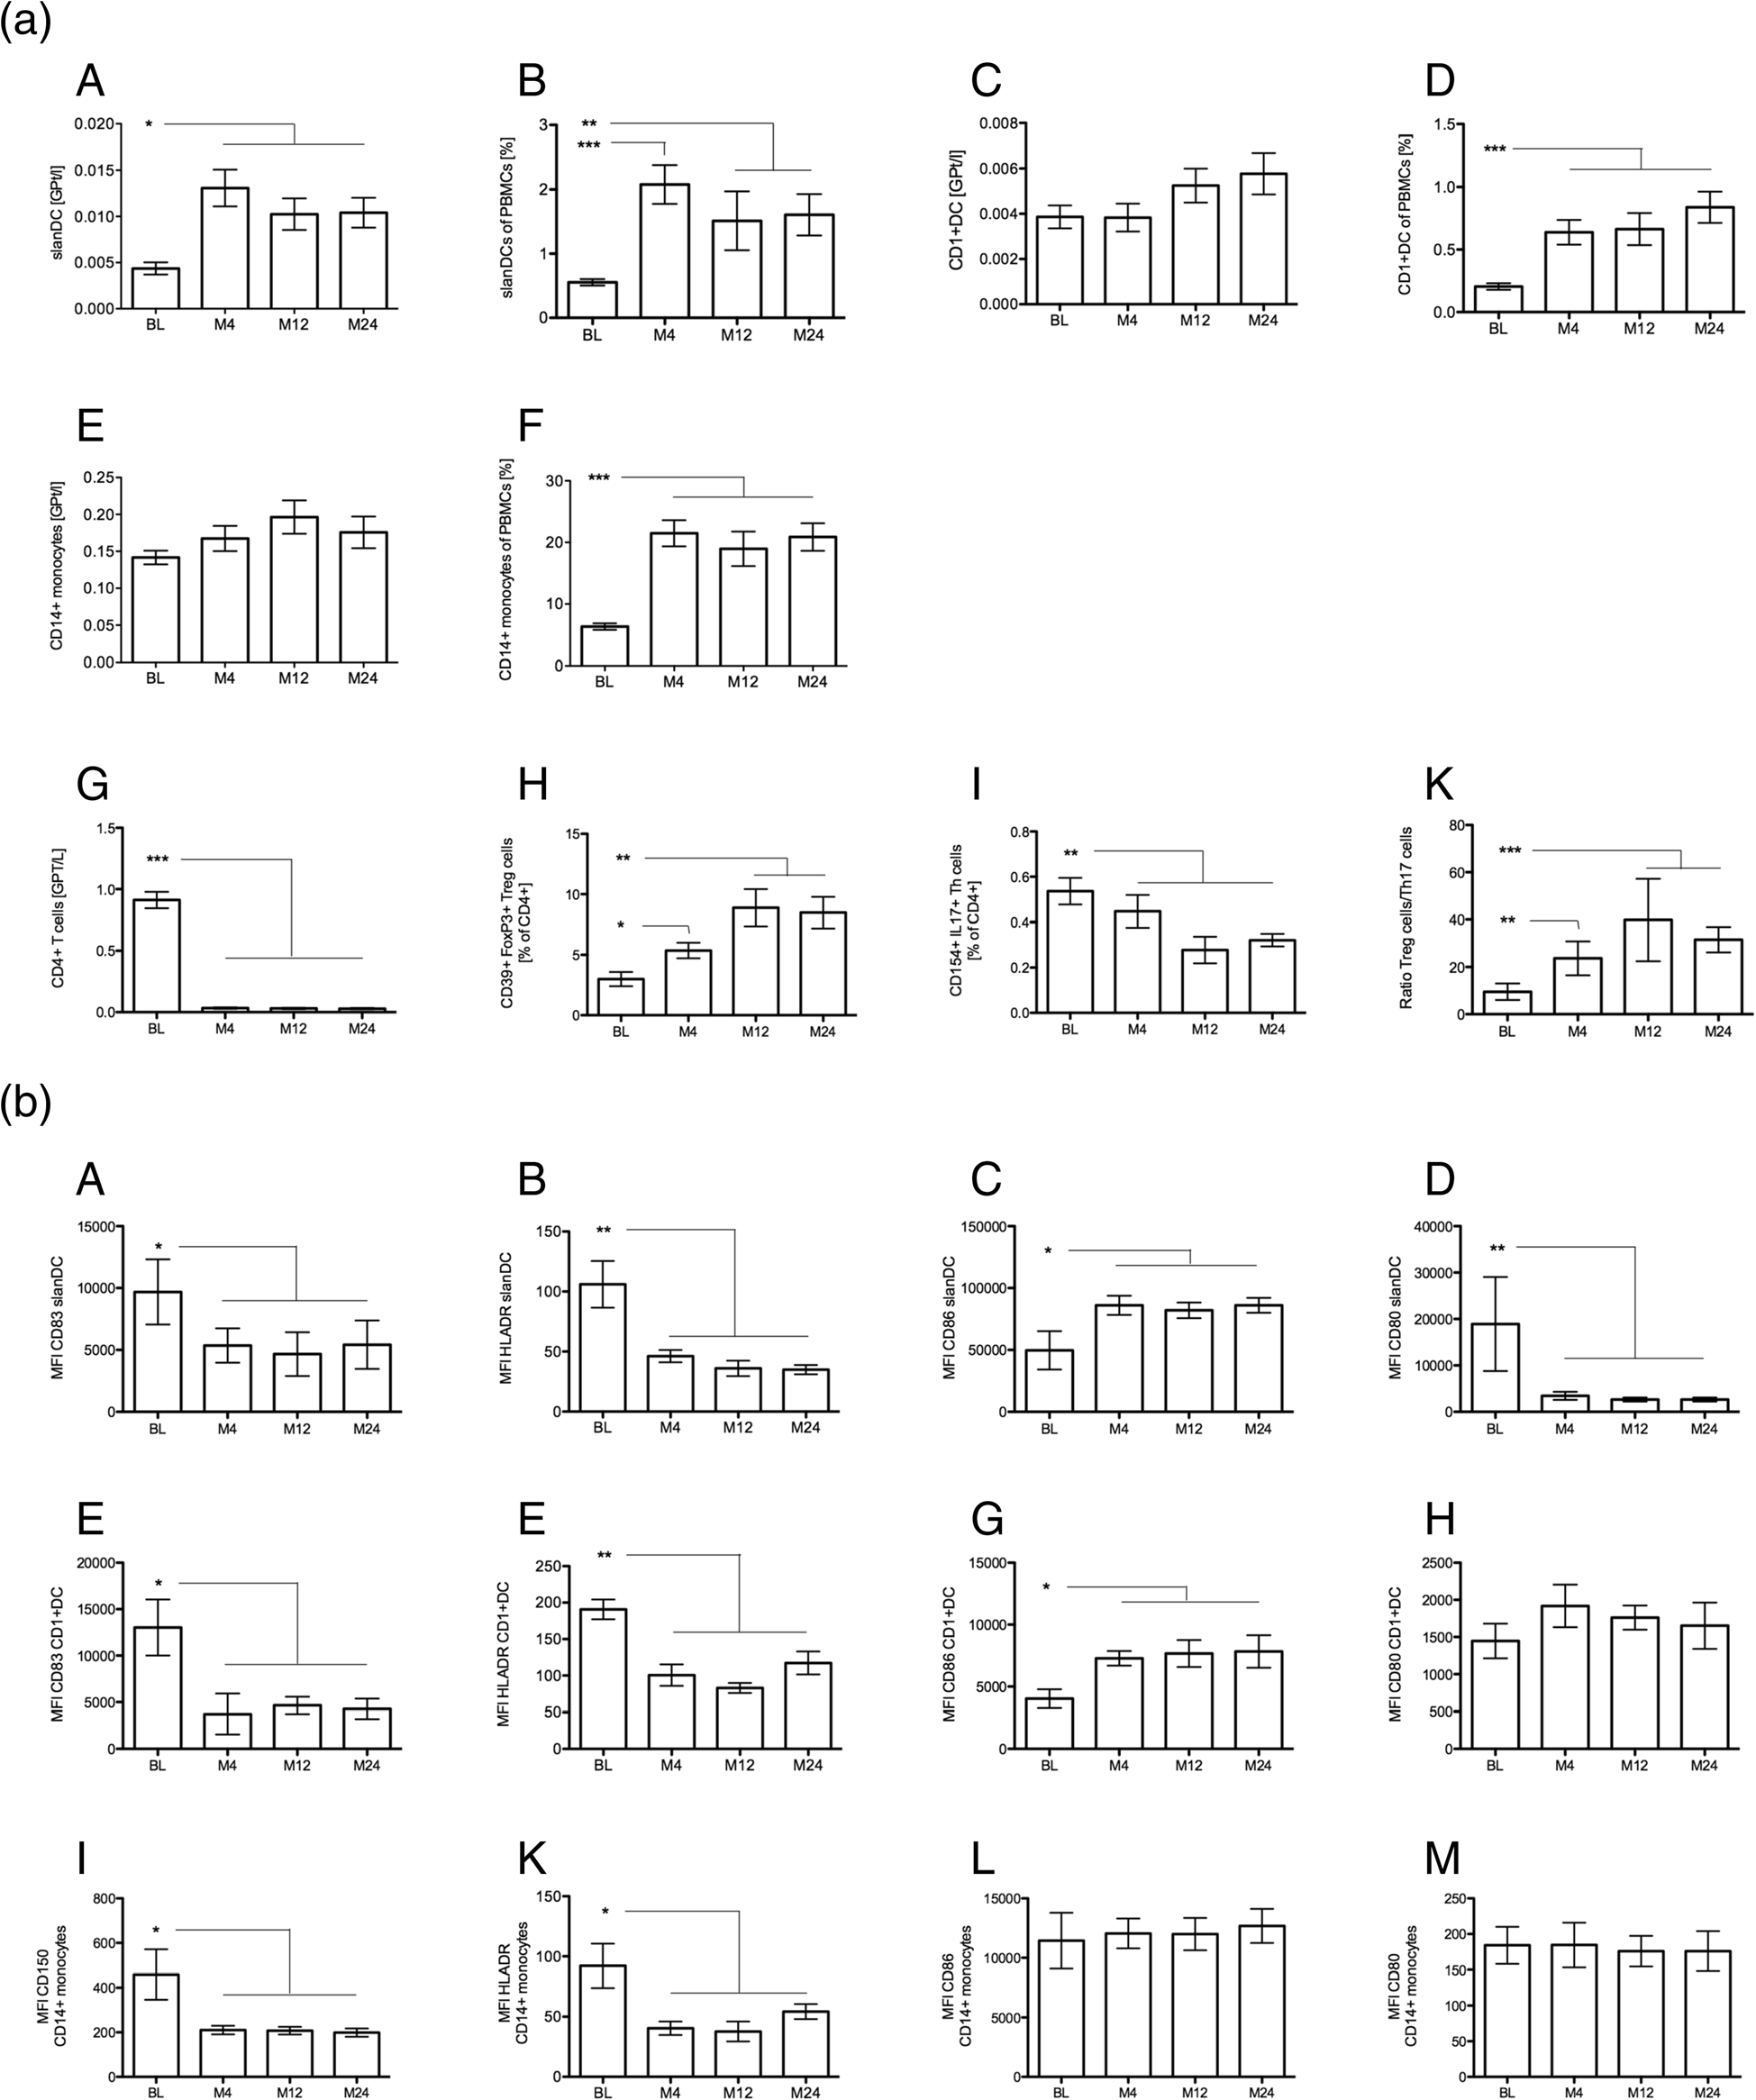 (a)
A
B
C
D
slanDC [GPt/l]
0.020
0.015
0.010
0.005
0.000
*
BL M4 M12 M24
slanDCs of PBMCs [%]
3
2
1
0
**
***
BL M4 M12 M24
CD1+DC [GPt/l]
0.008
0.006
0.004
0.002
0.000
BL M4 M12 M24
CD1+DC of PBMCs [%]
1.5
1.0
0.5
0.0
***
BL M4 M12 M24
E
F
CD14+ monocytes [GPt/l]
0.25
0.20
0.15
0.10
0.05
0.00
BL M4 M12 M24
CD14+ monocytes of PBMCs [%]
30
20
10
0
***
BL M4 M12 M24
G
H
I
K
CD4+ T cells [GPT/L]
1.5
1.0
0.5
0.0
***
BL M4 M12 M24
CD39+ FoxP3+ Treg cells
[% of CD4+]
15
10
5
0
**
*
BL M4 M12 M24
CD154+ IL17+ Th cells
[% of CD4+]
0.8
0.6
0.4
0.2
0.0
**
BL M4 M12 M24
Ratio Treg cells/Th17 cells
80
60
40
20
0
***
**
BL M4 M12 M24
(b)
A
B
C
D
MFI CD83 slanDC
15000
10000
5000
0
*
BL M4 M12 M24
MFI HLADR slanDC
150
100
50
0
**
BL M4 M12 M24
MFI CD86 slanDC
150000
100000
50000
0
*
BL M4 M12 M24
MFI CD80 slanDC
40000
30000
20000
10000
0
**
BL M4 M12 M24
E
E
G
H
MFI CD83 CD1+DC
20000
15000
10000
5000
0
*
BL M4 M12 M24
MFI HLADR CD1+DC
250
200
150
100
50
0
**
BL M4 M12 M24
MFI CD86 CD1+DC
15000
10000
5000
0
*
BL M4 M12 M24
MFI CD80 CD1+DC
2500
2000
1500
1000
500
0
BL M4 M12 M24
I
K
L
M
MFI CD150
CD14+ monocytes
800
600
400
200
0
*
BL M4 M12 M24
MFI HLADR
CD14+ monocytes
150
100
50
0
*
BL M4 M12 M24
MFI CD86
CD14+ monocytes
15000
10000
5000
0
BL M4 M12 M24
MFI CD80
CD14+ monocytes
250
200
150
100
50
0
BL M4 M12 M24